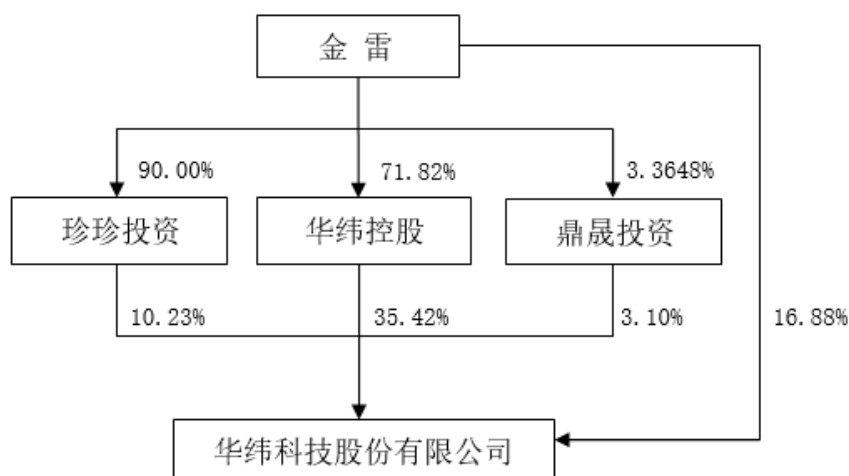 金 雷
90.00%
71.82%
3.3648%
珍珍投资
华纬控股
鼎晟投资
10.23%
35.42%
3.10%
16.88%
华纬科技股份有限公司